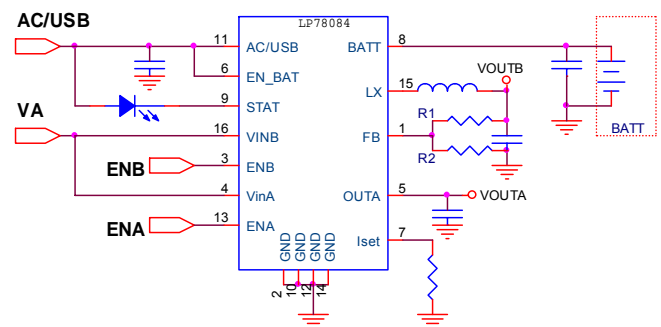 AC/USB
LP78084
11 AC/USB
BATT 8
VOUTB
6 EN_BAT
15
LX
9 STAT
VA
R1
16 VINB
FB 1
R2
BATT
ENB 3 ENB
4 VinA
OUTA 5
VOUTA
ENA 13 ENA
Iset 7
GND GND GND GND
2 10 12 14